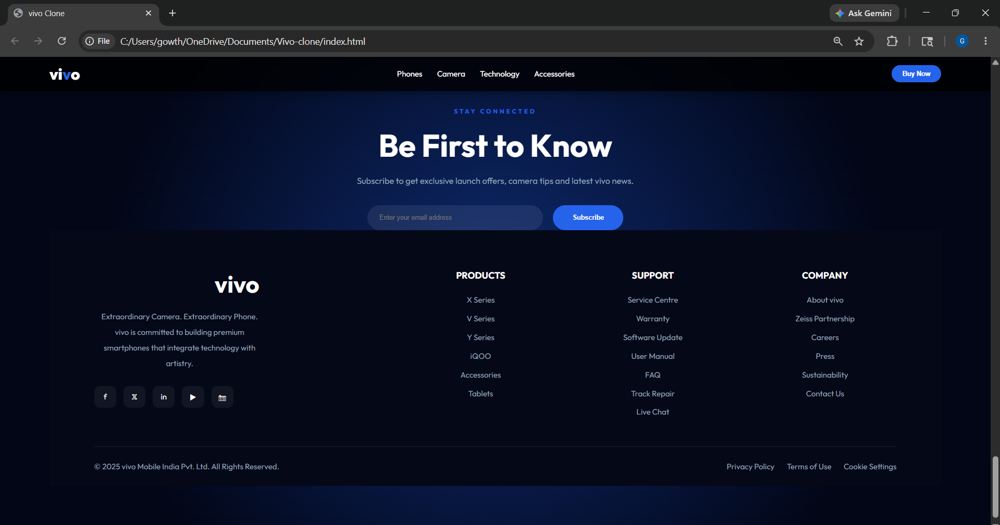 vivo Clone
Ask Gemini
File
C:/Users/gowth/OneDrive/Documents/Vivo-clone/index.html
G
vivo
Phones
Camera
Technology
Accessories
Buy Now
STAY CONNECTED
Be First to Know
Subscribe to get exclusive launch offers, camera tips and latest vivo news.
Enter your email address
Subscribe
vivo
Extraordinary Camera. Extraordinary Phone.
vivo is committed to building premium
smartphones that integrate technology with
artistry.
f
𝕏
in
PRODUCTS
X Series
V Series
Y Series
iQOO
Accessories
Tablets
SUPPORT
Service Centre
Warranty
Software Update
User Manual
FAQ
Track Repair
Live Chat
COMPANY
About vivo
Zeiss Partnership
Careers
Press
Sustainability
Contact Us
© 2025 vivo Mobile India Pvt. Ltd. All Rights Reserved.
Privacy Policy
Terms of Use
Cookie Settings